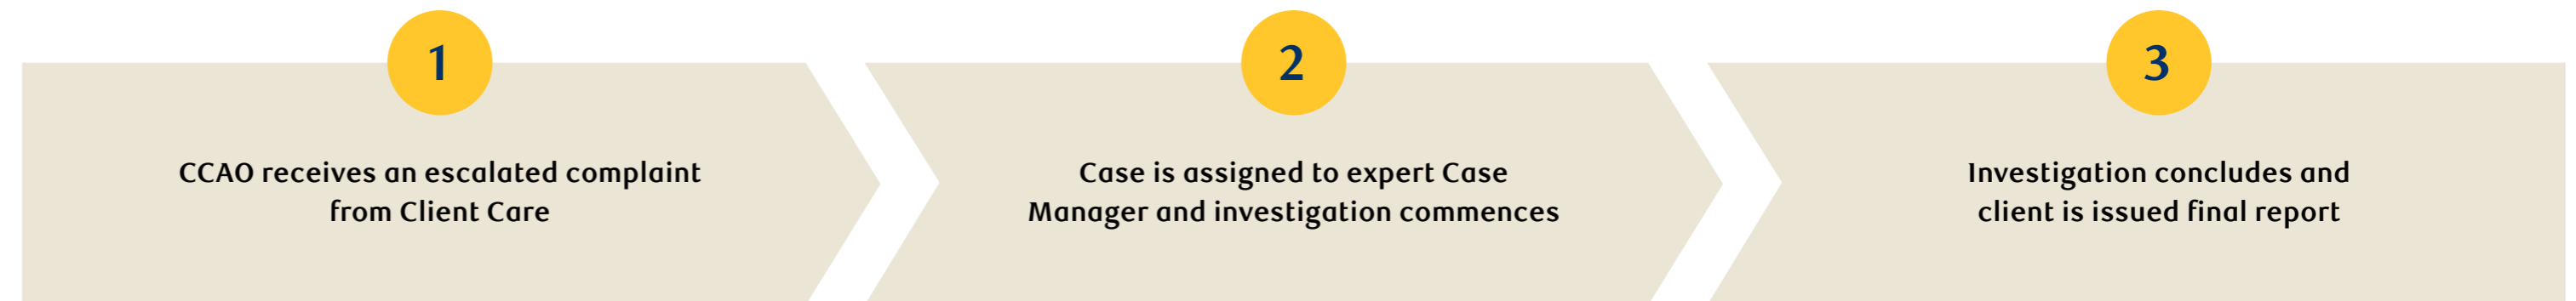 1
CCAO receives an escalated complaint
from Client Care
2
Case is assigned to expert Case
Manager and investigation commences
3
Investigation concludes and
client is issued final report